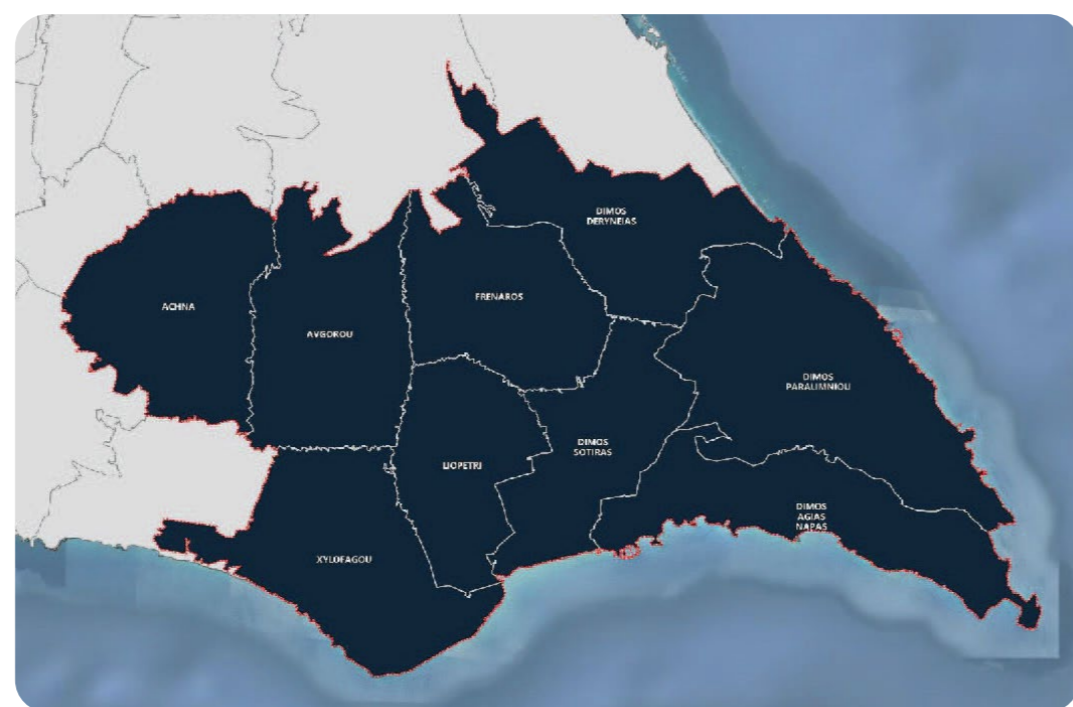 DIMOS
DERYNEIAS
ACHNA
FRENAROS
AVGOROU
DIMOS
PARALIMNIOU
DIMOS
SOTIRAS
LIOPETRI
DIMOS
AGIAS
NAPAS
XYLOFAGOU